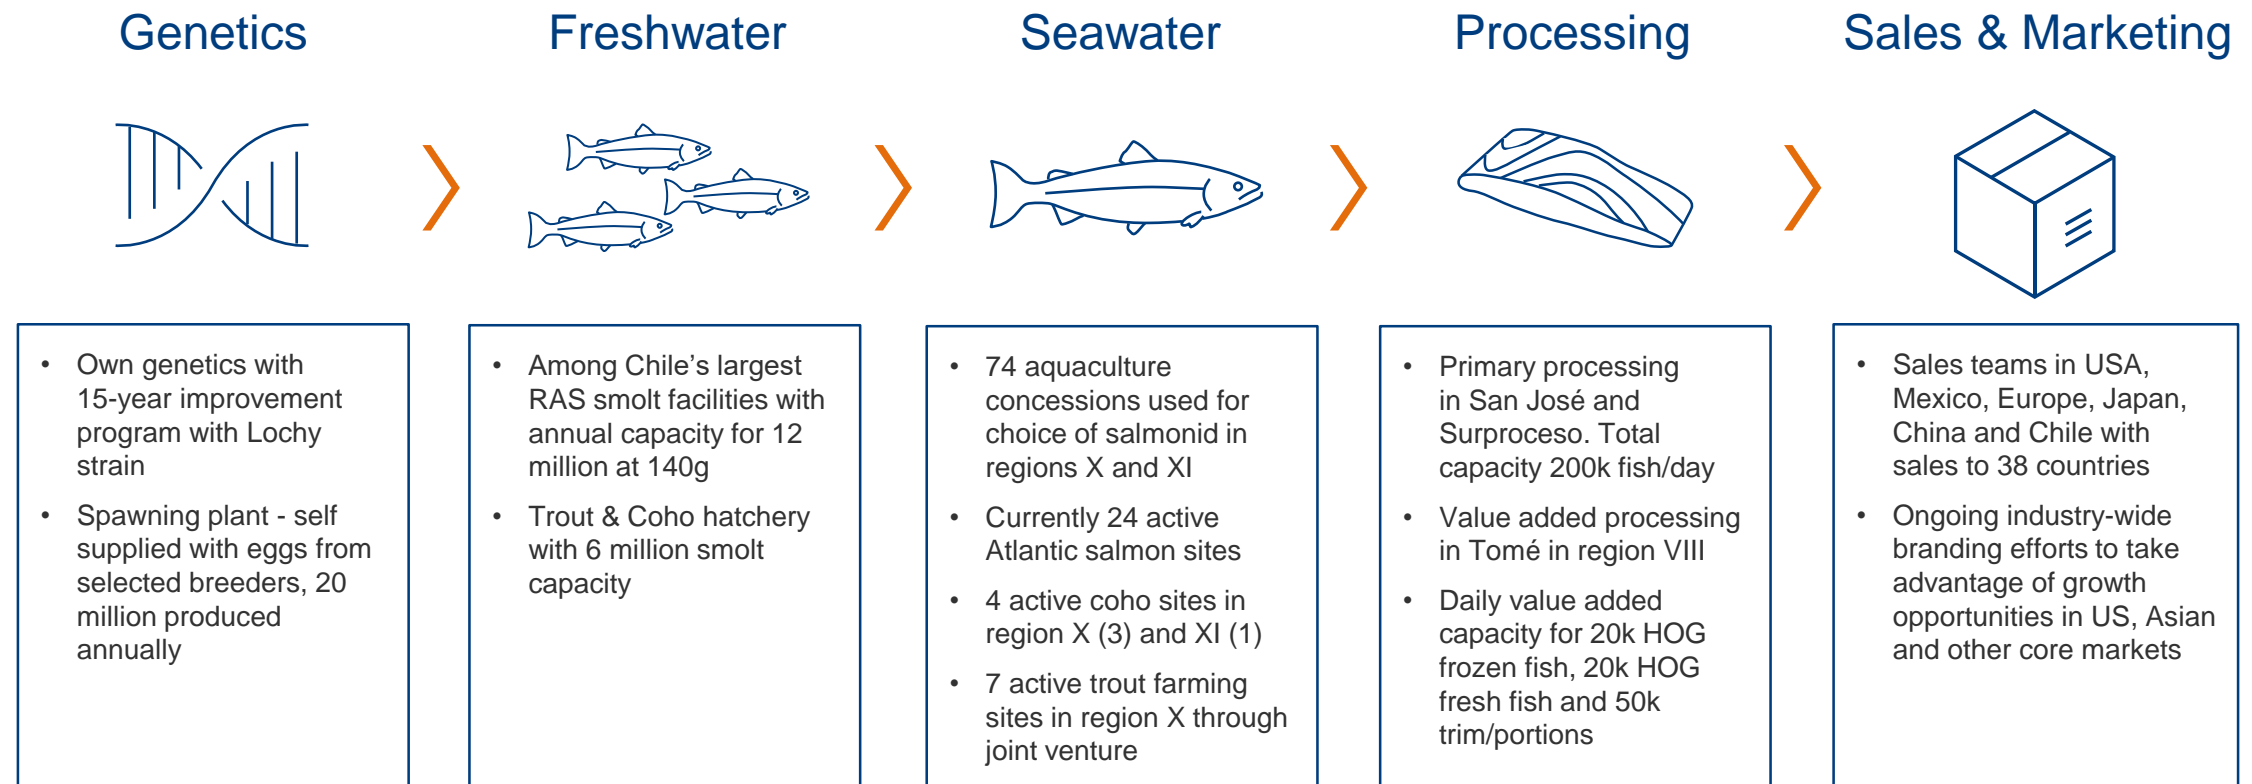 Genetics
Freshwater
Seawater
Processing
Sales & Marketing
• Own genetics with
15-year improvement
program with Lochy
strain
• Spawning plant - self
supplied with eggs from
selected breeders, 20
million produced
annually
• Among Chile's largest
RAS smolt facilities with
annual capacity for 12
million at 140g
• Trout & Coho hatchery
with 6 million smolt
capacity
• 74 aquaculture
concessions used for
choice of salmonid in
regions X and XI
• Currently 24 active
Atlantic salmon sites
• 4 active coho sites in
region X (3) and XI (1)
• 7 active trout farming
sites in region X through
joint venture
• Primary processing
in San José and
Surproceso. Total
capacity 200k fish/day
• Value added processing
in Tomé in region VIII
• Daily value added
capacity for 20k HOG
frozen fish, 20k HOG
fresh fish and 50k
trim/portions
• Sales teams in USA,
Mexico, Europe, Japan,
China and Chile with
sales to 38 countries
• Ongoing industry-wide
branding efforts to take
advantage of growth
opportunities in US, Asian
and other core markets